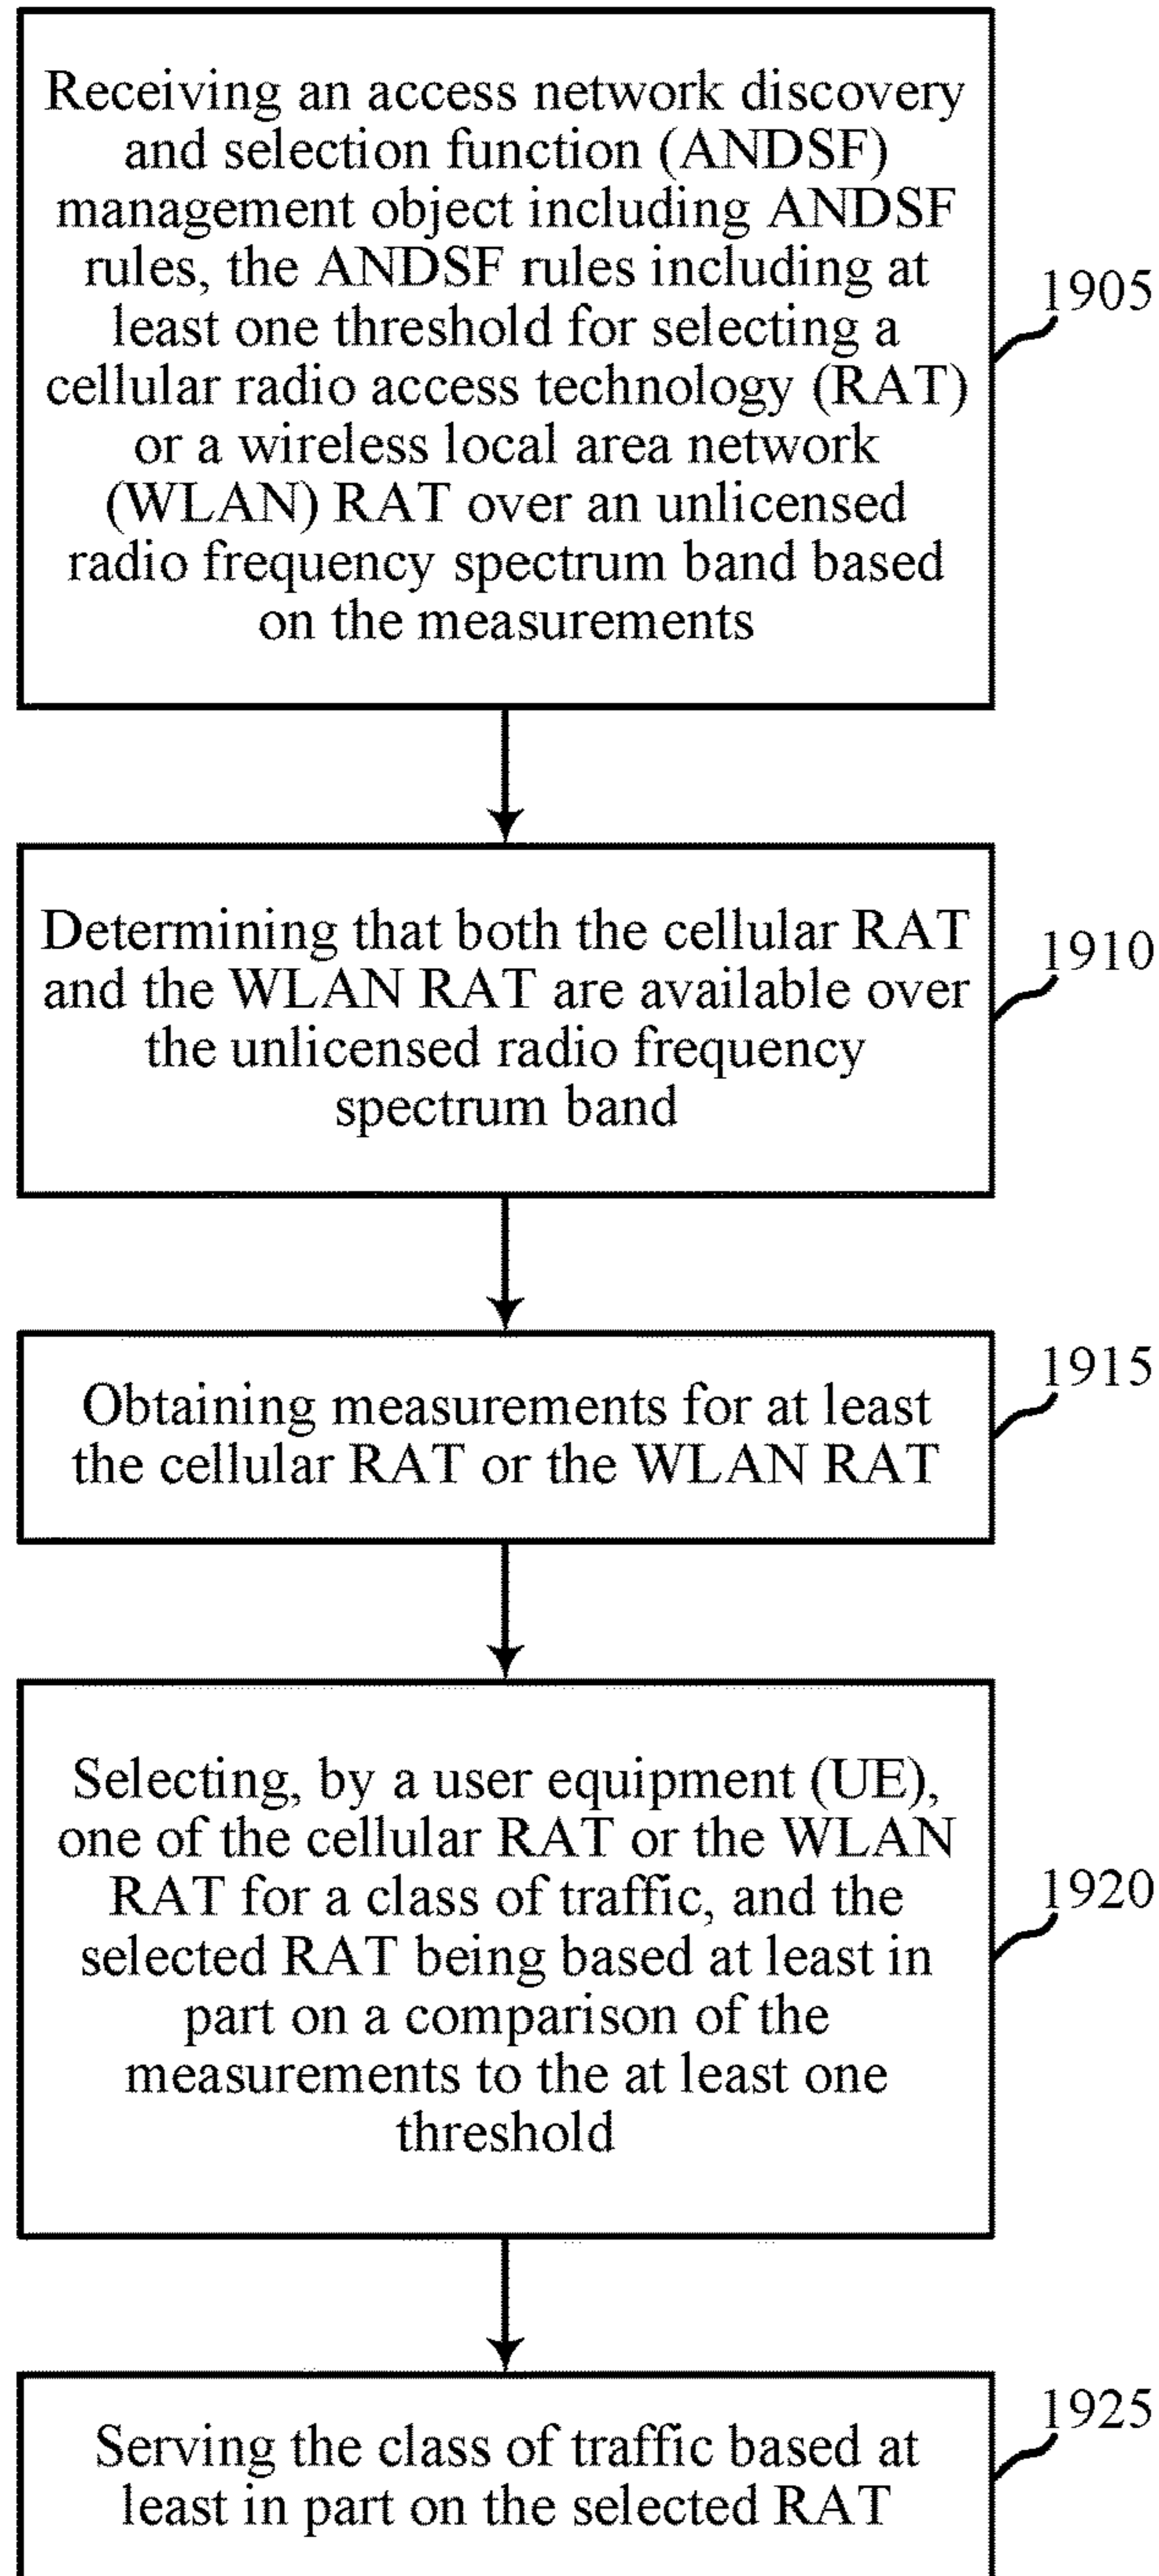 Receiving an access network discovery
and selection function (ANDSF)
management object including ANDSF
rules, the ANDSF rules including at
least one threshold for selecting a
cellular radio access technology (RAT)
or a wireless local area network
(WLAN) RAT over an unlicensed
radio frequency spectrum band based
on the measurements
1905
Determining that both the cellular RAT
and the WLAN RAT are available over
the unlicensed radio frequency
spectrum band
1910
Obtaining measurements for at least
the cellular RAT or the WLAN RAT
1915
Selecting, by a user equipment (UE),
one of the cellular RAT or the WLAN
RAT for a class of traffic, and the
selected RAT being based at least in
part on a comparison of the
measurements to the at least one
threshold
1920
Serving the class of traffic based at
least in part on the selected RAT
1925